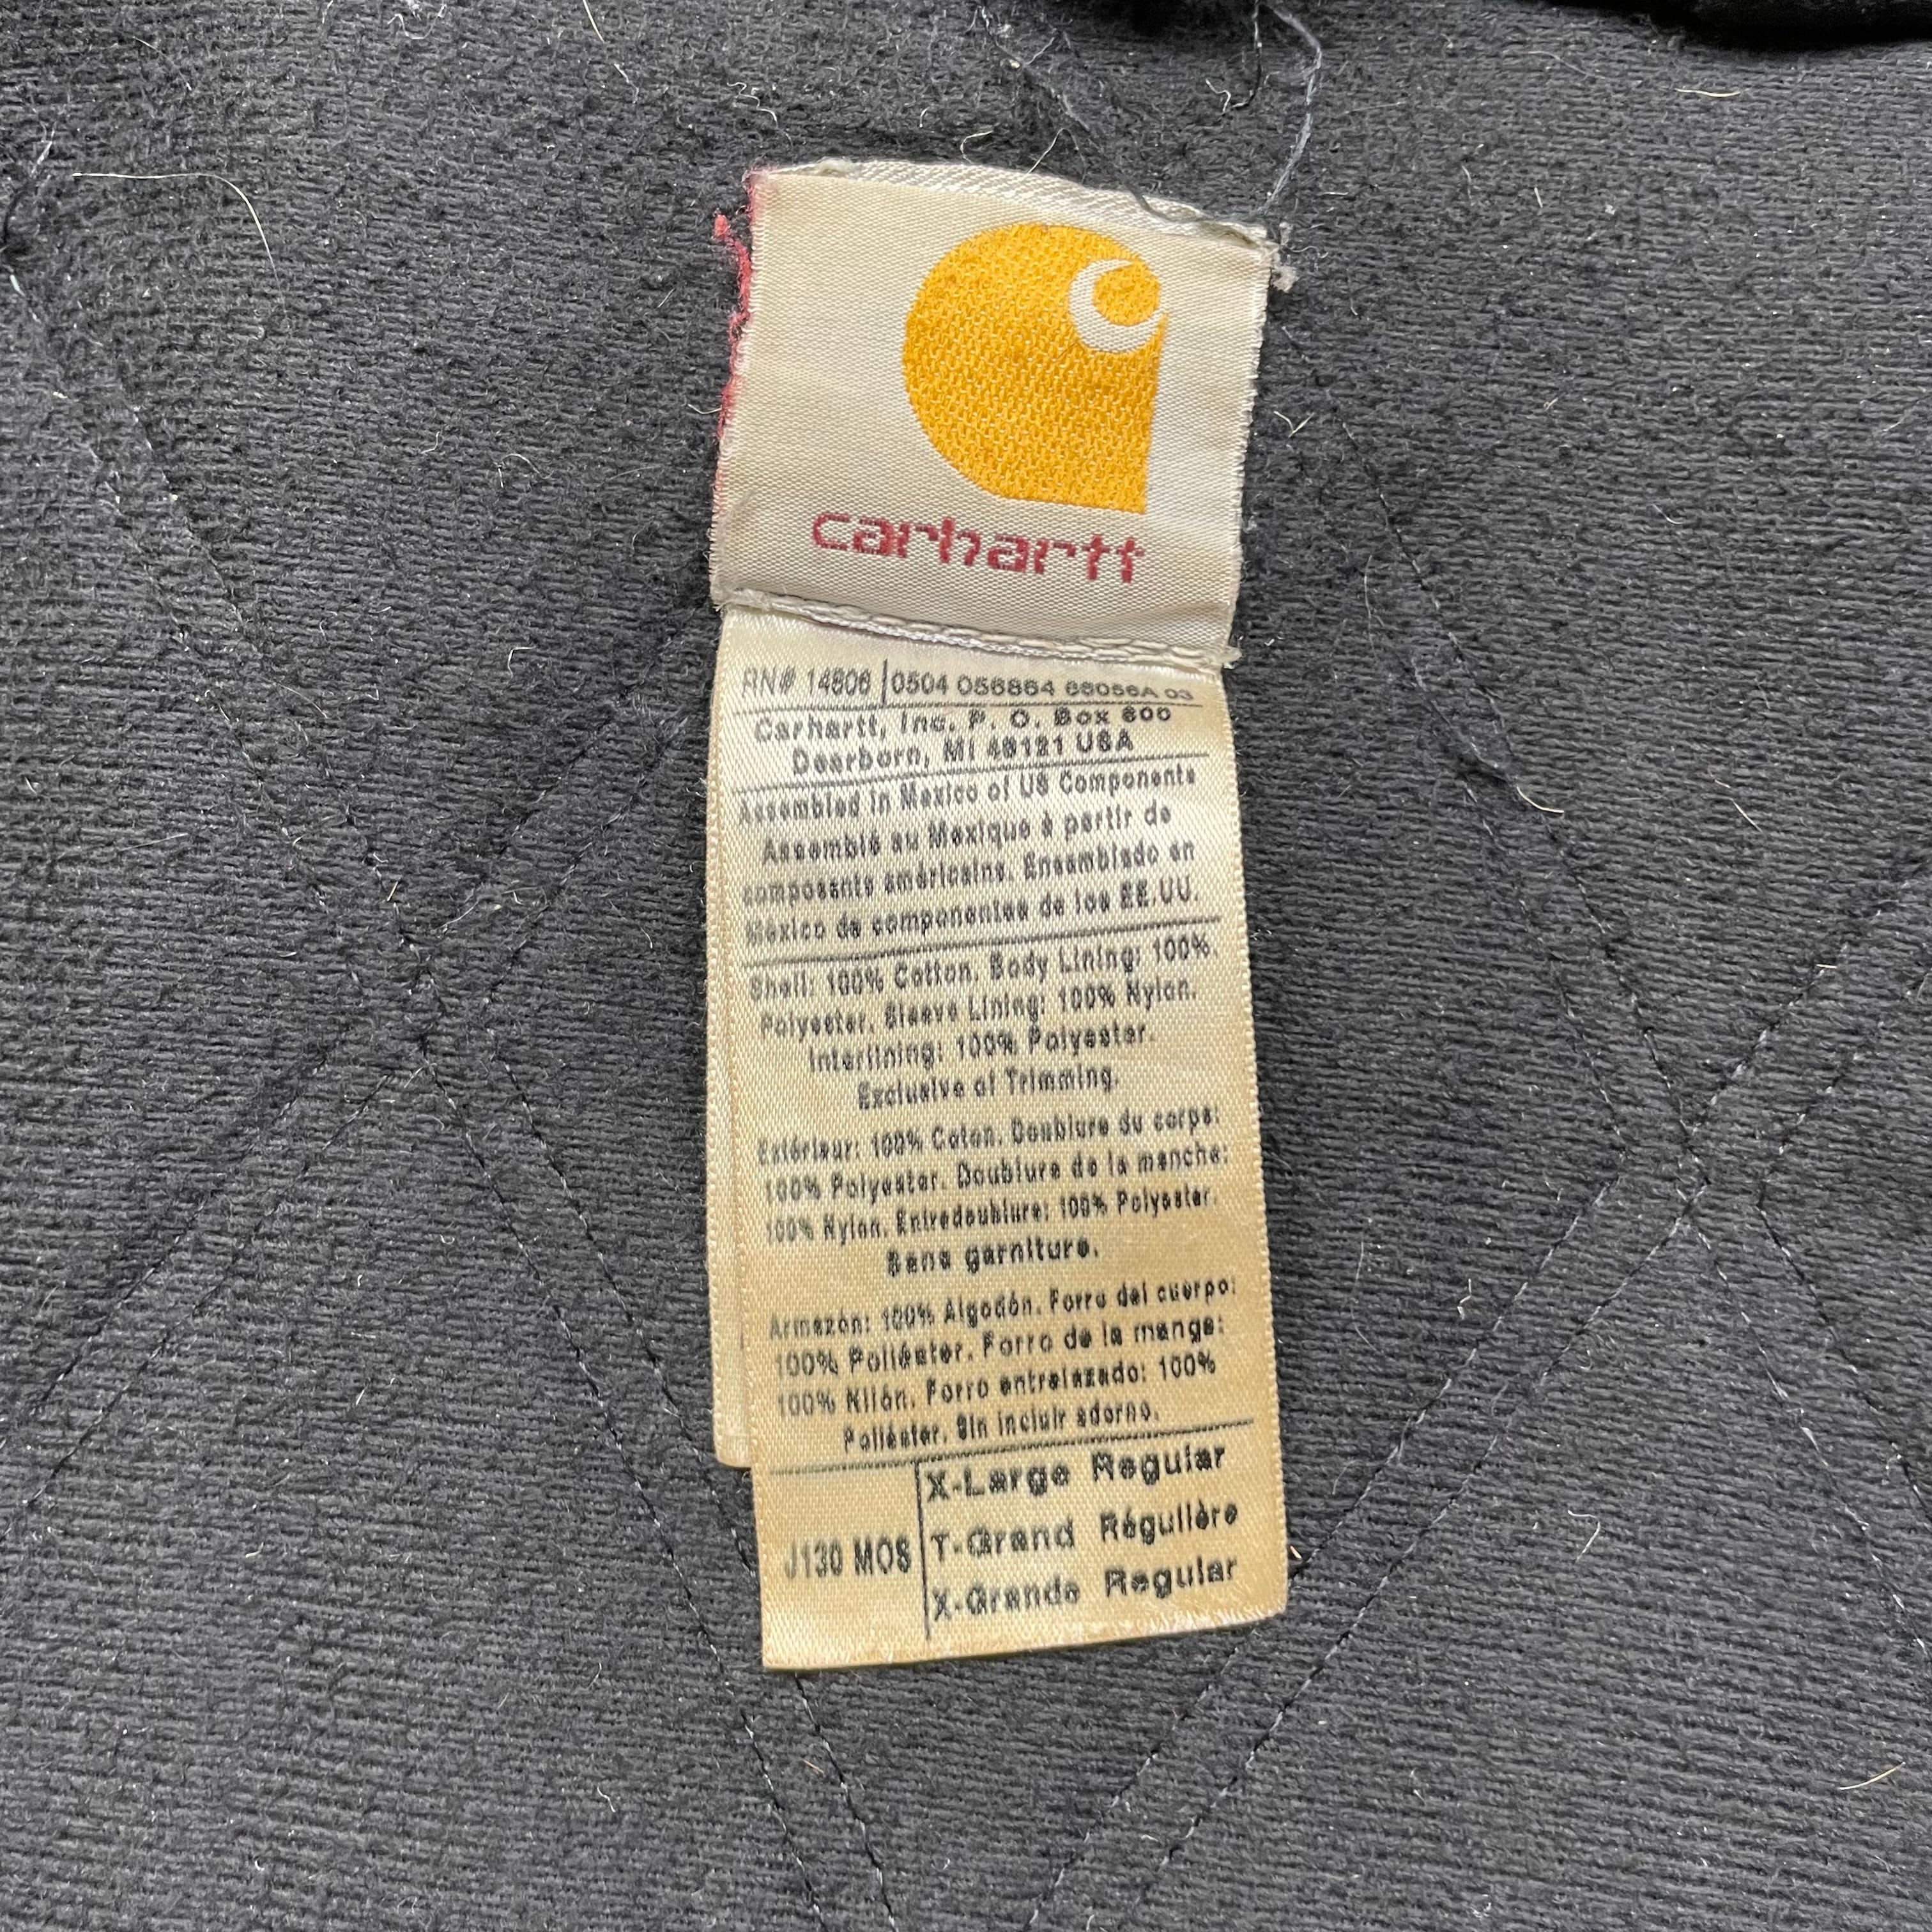 carhartt
RN# 14806 0504 056864 66056A 03
Carhartt, Inc. P. O. Box 600
Dearborn, MI 48121 USA
Assembled in Mexico of US Components
Assemblé au Mexique à partir de
composants américains. Ensamblado en
México de componentes de los EE.UU.
Shell: 100% Cotton. Body Lining: 100%
Polyester. Sleeve Lining: 100% Nylon.
Interlining: 100% Polyester.
Exclusive of Trimming.
Extérieur: 100% Coton. Doublure du corps:
100% Polyester. Doublure de la manche:
100% Nylon. Entredoublure: 100% Polyester.
Sans garniture.
Armazón: 100% Algodón. Forro del cuerpo:
100% Poliéster. Forro de la manga:
100% Nilón. Forro entrelazado: 100%
Poliéster. Sin incluir adorno.
J130 MOS
X-Large Regular
T-Grand Régulière
X-Grande Regular